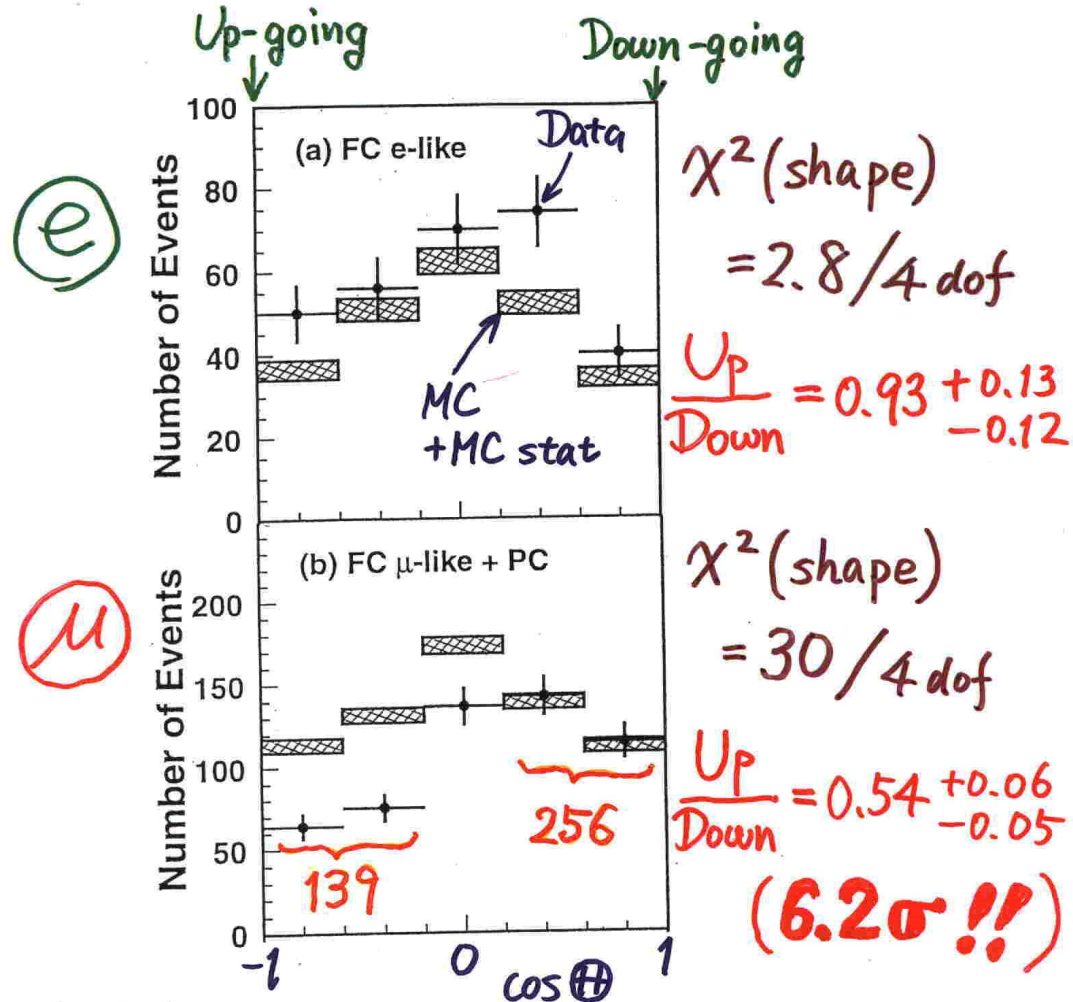 Up-going
Down-going
100
80
60
40
20
0
Number of Events
(a) FC e-like
Data
MC
+MC stat
e
χ² (shape)
= 2.8/4 dof
Up/Down = 0.93 +0.13 -0.12
200
150
100
50
0
Number of Events
(b) FC μ-like + PC
μ
139
256
χ² (shape)
= 30/4 dof
Up/Down = 0.54 +0.06 -0.05
(6.2σ !!)
-1 0 1
cos Θ